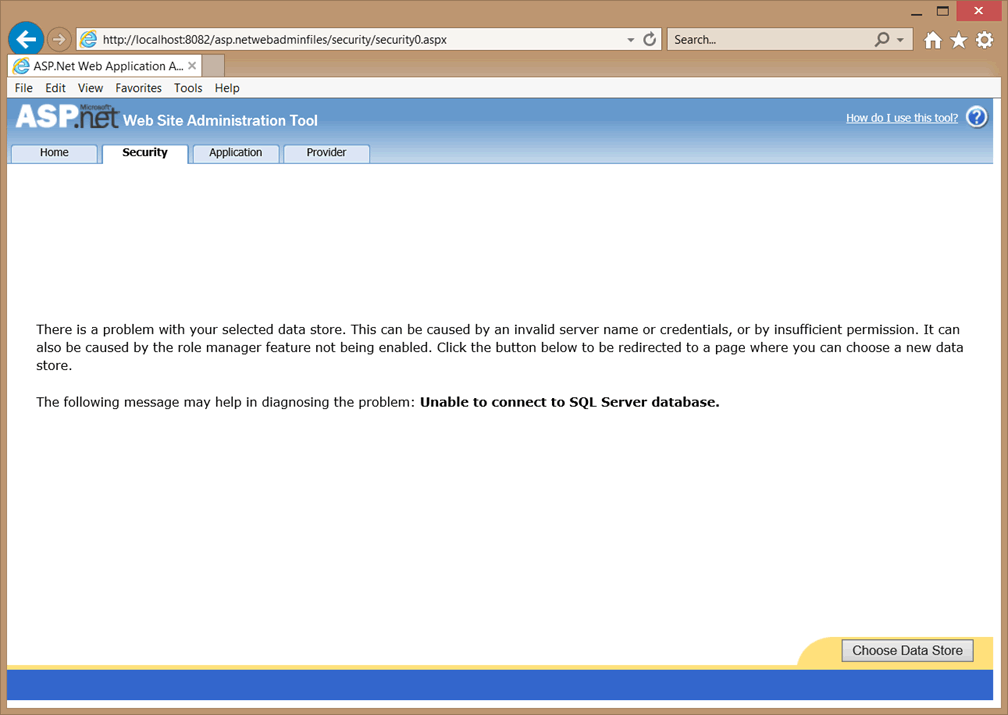 http://localhost:8082/asp.netwebadminfiles/security/security0.aspx
Search...
ASP.Net Web Application A...
File Edit View Favorites Tools Help
Microsoft
ASP.net Web Site Administration Tool
How do I use this tool? ?
Home Security Application Provider
There is a problem with your selected data store. This can be caused by an invalid server name or credentials, or by insufficient permission. It can
also be caused by the role manager feature not being enabled. Click the button below to be redirected to a page where you can choose a new data
store.
The following message may help in diagnosing the problem: Unable to connect to SQL Server database.
Choose Data Store